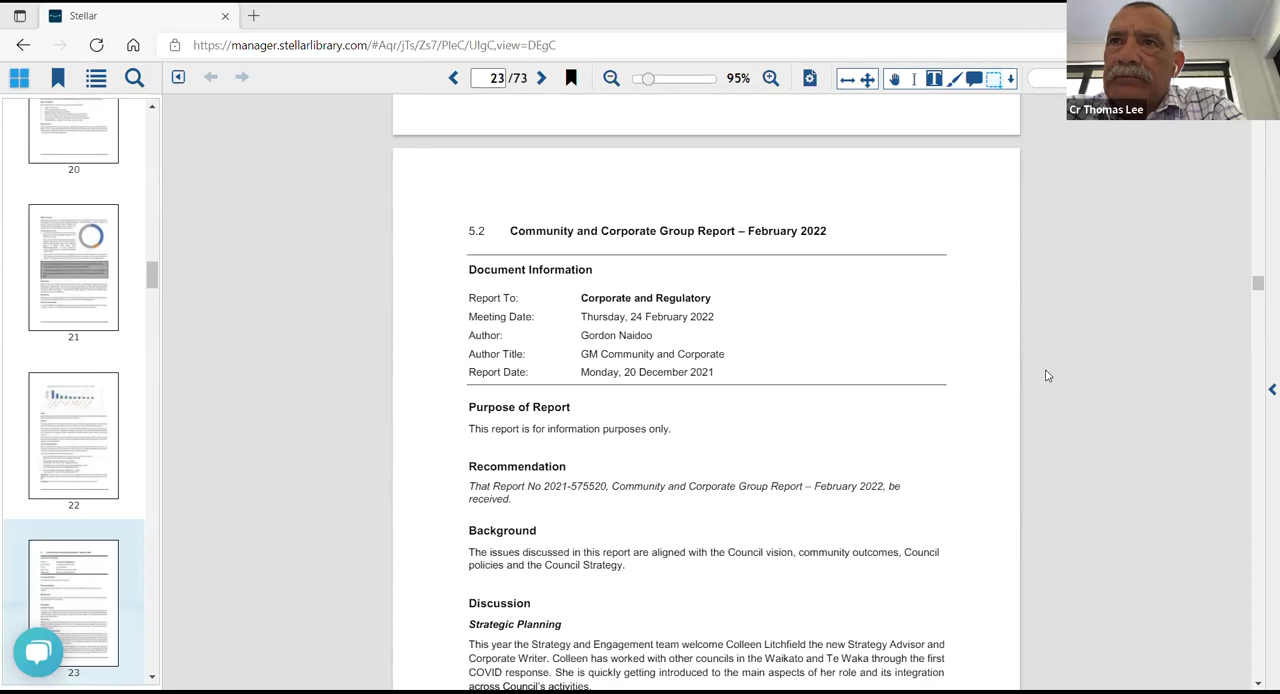 Stellar
https://manager.stellarlibrary.com/#Aqr/jTs/Zs7/PIeC/UIgC,view=DEgC
23 /73
95%
Cr Thomas Lee
20
21
22
23
5.2 Community and Corporate Group Report – February 2022
Document Information
Report To: Corporate and Regulatory
Meeting Date: Thursday, 24 February 2022
Author: Gordon Naidoo
Author Title: GM Community and Corporate
Report Date: Monday, 20 December 2021
Purpose of Report
This report is for information purposes only.
Recommendation
That Report No 2021-575520, Community and Corporate Group Report – February 2022, be
received.
Background
The issues discussed in this report are aligned with the Council vision, community outcomes, Council
policies and the Council Strategy.
Discussion
Strategic Planning
This year the Strategy and Engagement team welcome Colleen Litchfield the new Strategy Advisor and
Corporate Writer. Colleen has worked with other councils in the Waikato and Te Waka through the first
COVID response. She is quickly getting introduced to the main aspects of her role and its integration
across Council's activities.